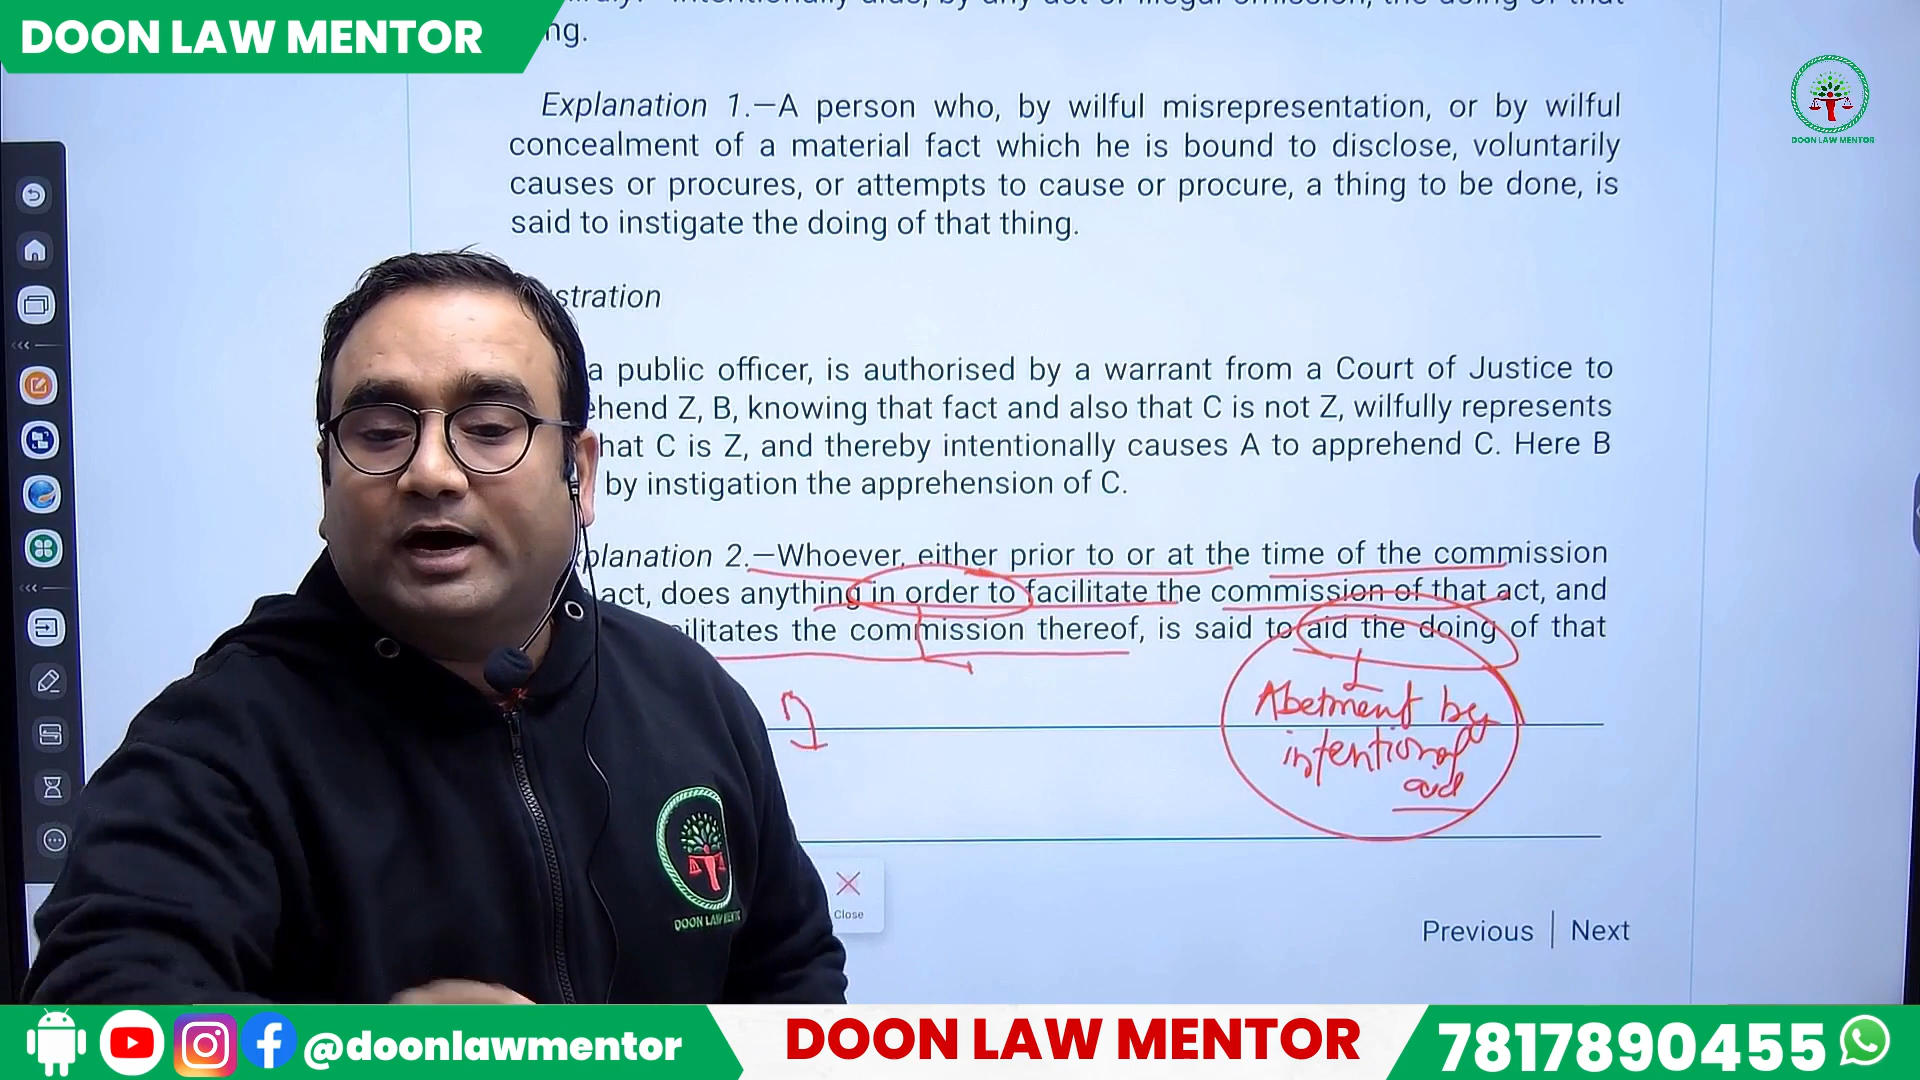 DOON LAW MENTOR
ng.
Explanation 1.—A person who, by wilful misrepresentation, or by wilful
concealment of a material fact which he is bound to disclose, voluntarily
causes or procures, or attempts to cause or procure, a thing to be done, is
said to instigate the doing of that thing.
DOON LAW MENTOR
stration
a public officer, is authorised by a warrant from a Court of Justice to
ehend Z, B, knowing that fact and also that C is not Z, wilfully represents
hat C is Z, and thereby intentionally causes A to apprehend C. Here B
by instigation the apprehension of C.
planation 2.—Whoever, either prior to or at the time of the commission
act, does anything in order to facilitate the commission of that act, and
ilitates the commission thereof, is said to aid the doing of that
Abetment by
intentional
aid
DOON LAW
Close
Previous | Next
@doonlawmentor
DOON LAW MENTOR
7817890455